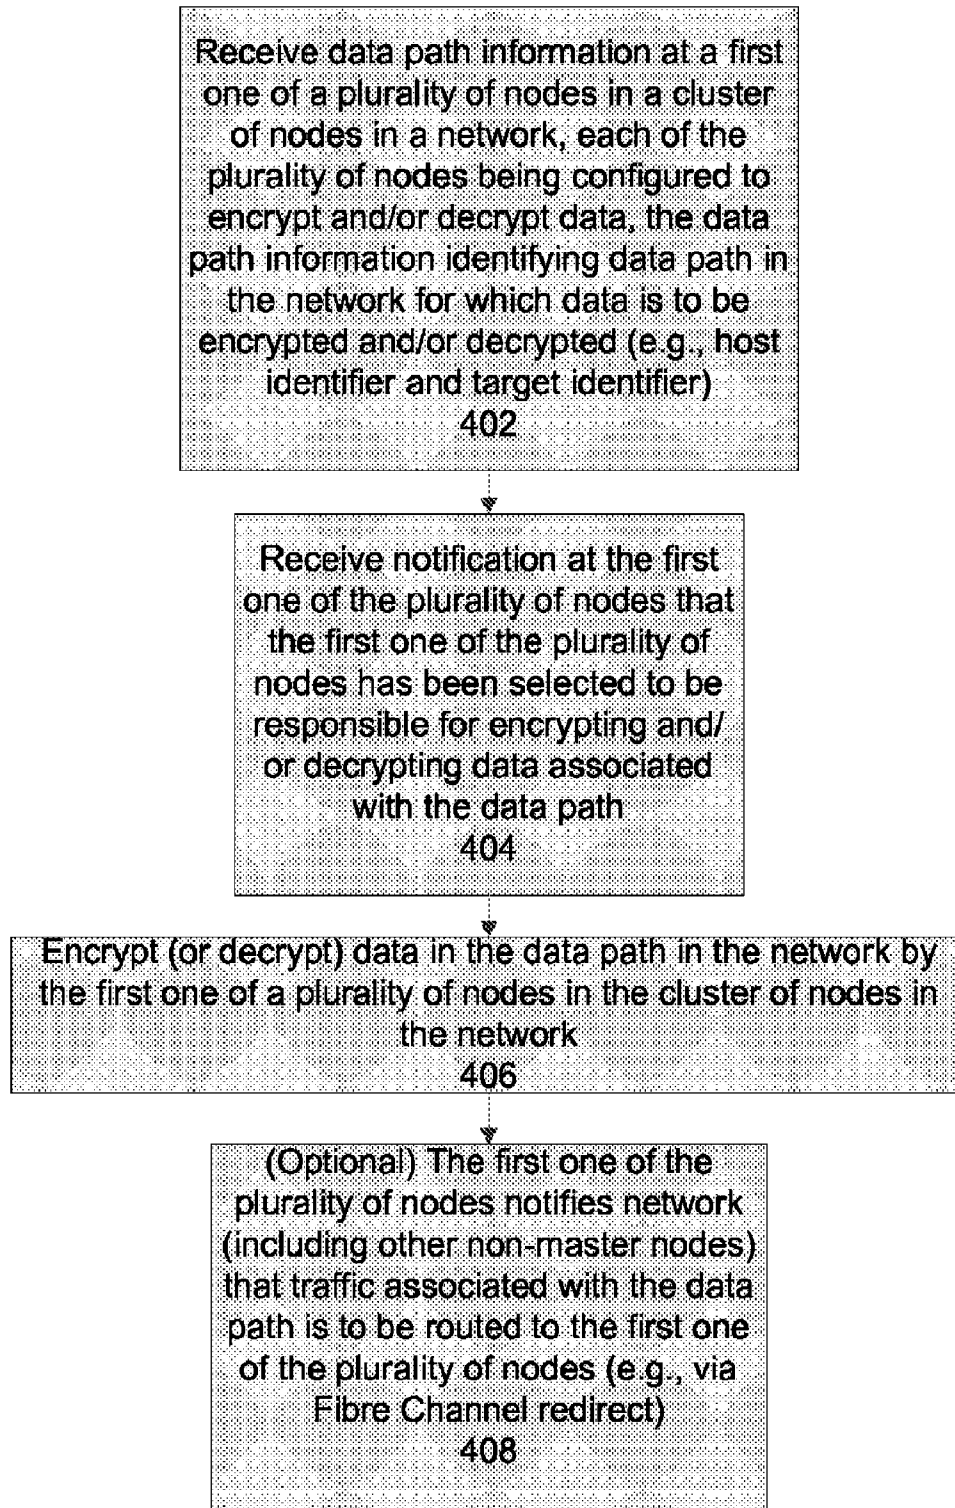 Receive data path information at a first
one of a plurality of nodes in a cluster
of nodes in a network, each of the
plurality of nodes being configured to
encrypt and/or decrypt data, the data
path information identifying data path in
the network for which data is to be
encrypted and/or decrypted (e.g., host
identifier and target identifier)
402
Receive notification at the first
one of the plurality of nodes that
the first one of the plurality of
nodes has been selected to be
responsible for encrypting and/
or decrypting data associated
with the data path
404
Encrypt (or decrypt) data in the data path in the network by
the first one of a plurality of nodes in the cluster of nodes in
the network
406
(Optional) The first one of the
plurality of nodes notifies network
(including other non-master nodes)
that traffic associated with the data
path is to be routed to the first one
of the plurality of nodes (e.g., via
Fibre Channel redirect)
408